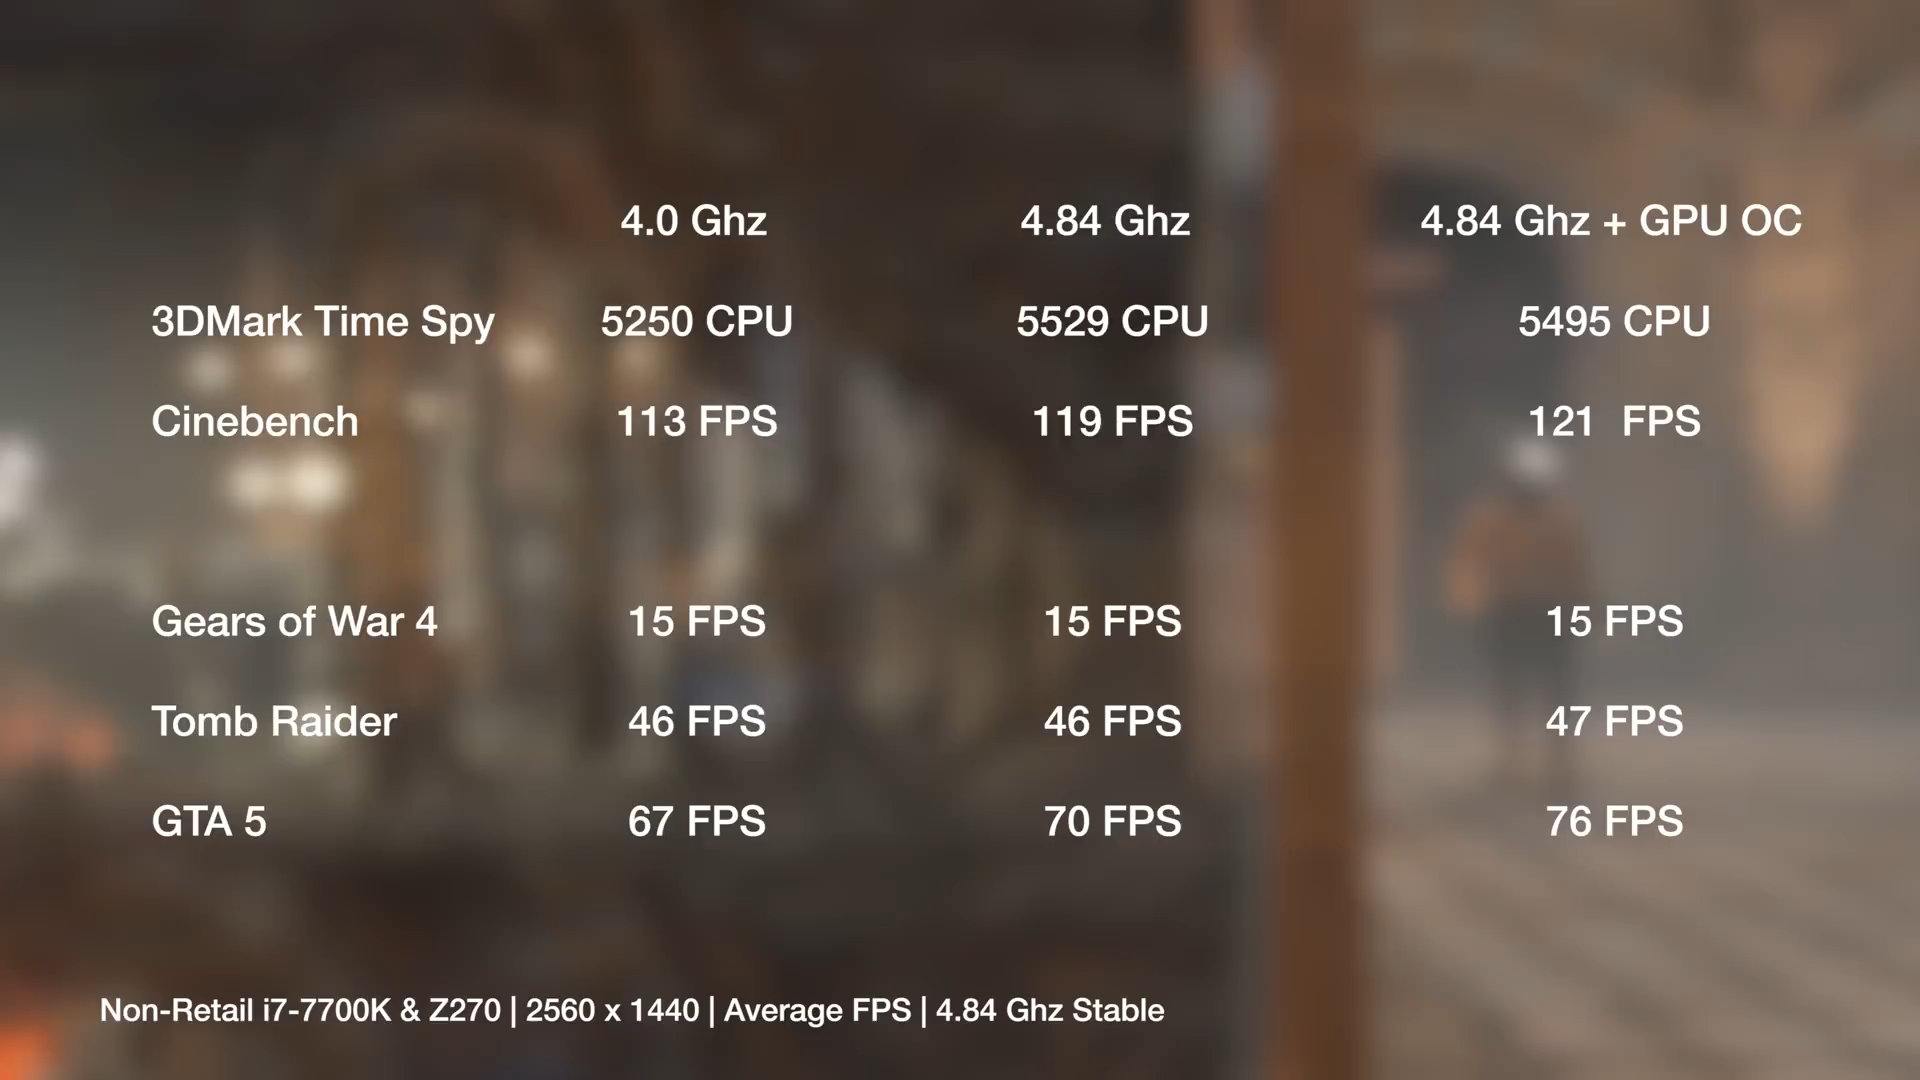 4.0 Ghz 4.84 Ghz 4.84 Ghz + GPU OC
3DMark Time Spy 5250 CPU 5529 CPU 5495 CPU
Cinebench 113 FPS 119 FPS 121 FPS
Gears of War 4 15 FPS 15 FPS 15 FPS
Tomb Raider 46 FPS 46 FPS 47 FPS
GTA 5 67 FPS 70 FPS 76 FPS
Non-Retail i7-7700K & Z270 | 2560 x 1440 | Average FPS | 4.84 Ghz Stable